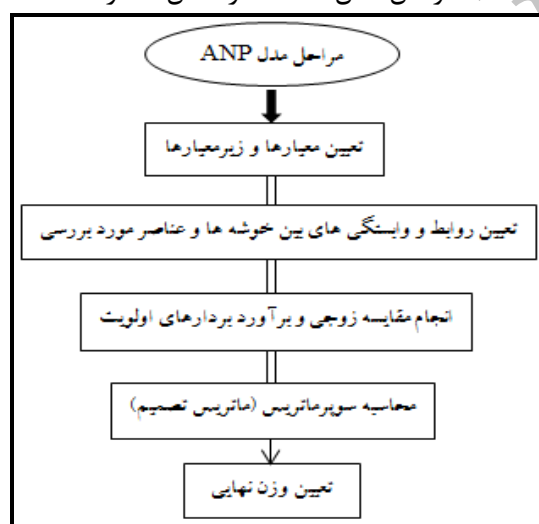 مراحل مدل ANP
تعیین معیارها و زیرمعیارها
تعیین روابط و وابستگی های بین خوشه ها و عناصر مورد بررسی
انجام مقایسه زوجی و برآورد بردارهای اولویت
محاسبه سوپرماتریس (ماتریس تصمیم)
تعیین وزن نهایی